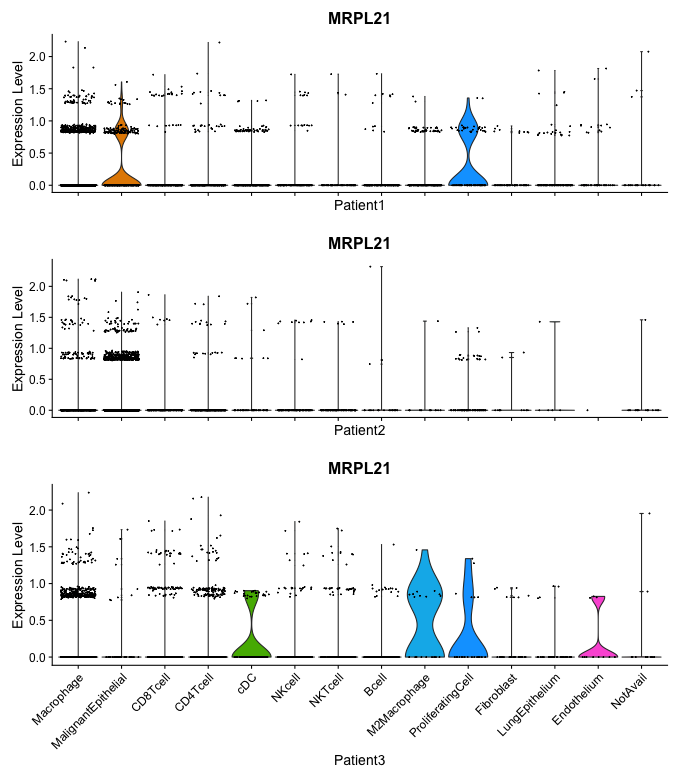 MRPL21
Expression Level
2.0
1.5
1.0
0.5
0.0
Patient1
MRPL21
Expression Level
2.0
1.5
1.0
0.5
0.0
Patient2
MRPL21
Expression Level
2.0
1.5
1.0
0.5
0.0
Macrophage
MalignantEpithelial
CD8Tcell
CD4Tcell
cDC
NKcell
NKTcell
Bcell
M2Macrophage
ProliferatingCell
Fibroblast
LungEpithelium
Endothelium
NotAvail
Patient3